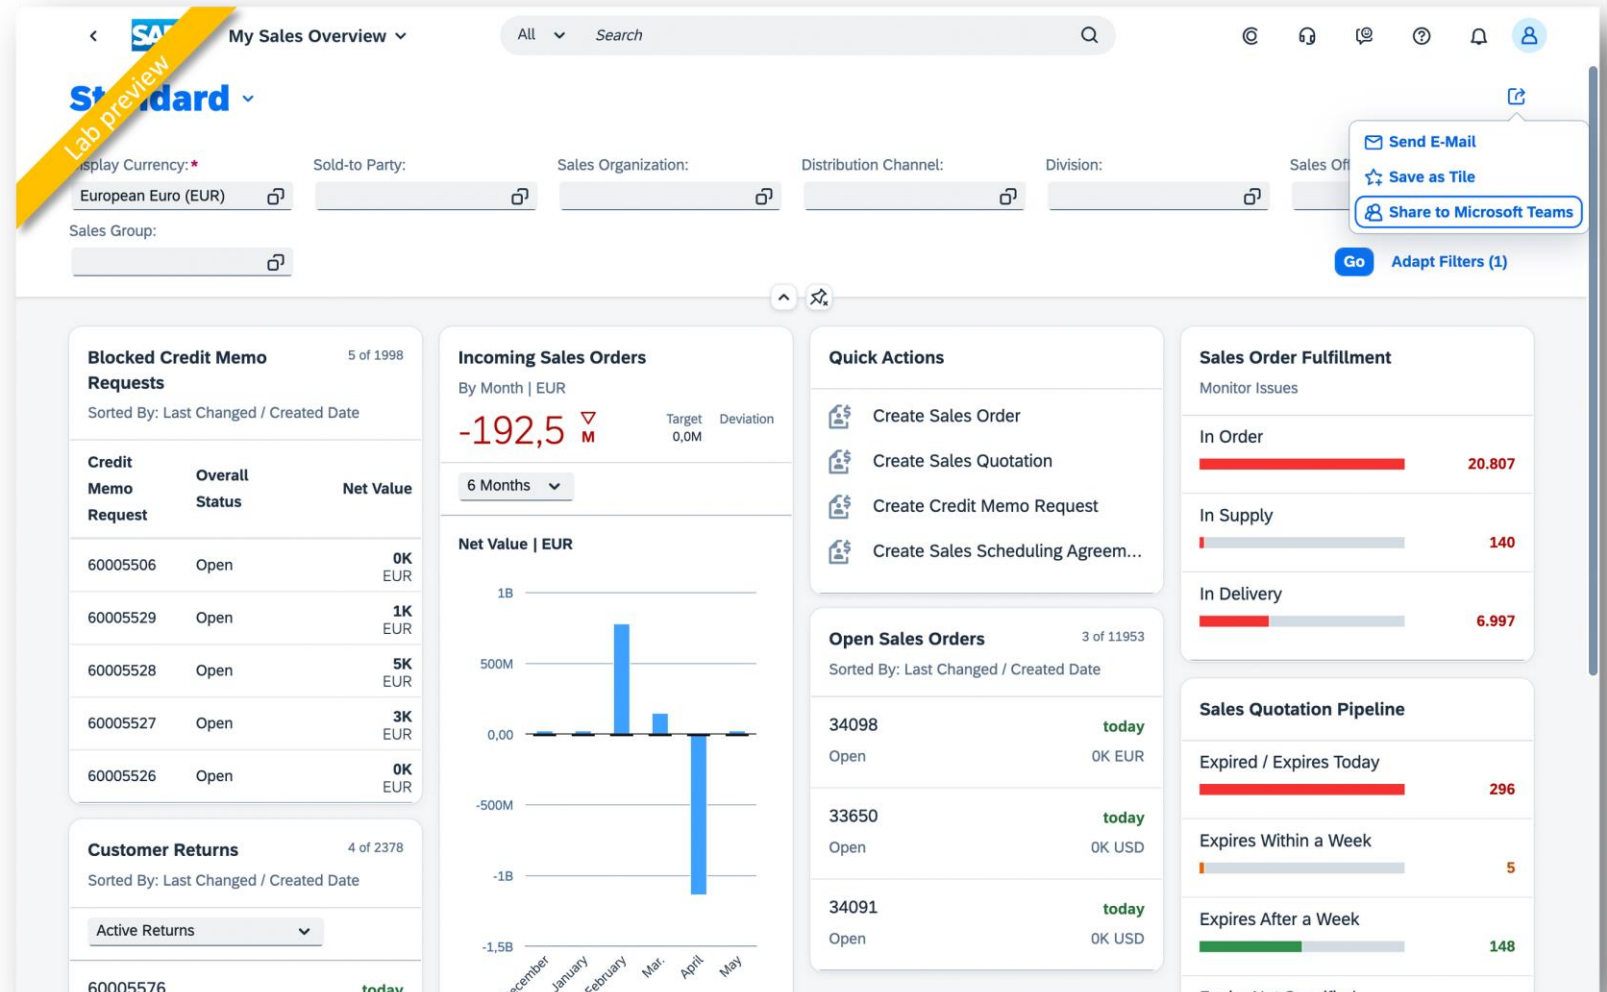 SAP
My Sales Overview
All
Search
Lab preview
Standard
Display Currency:*
European Euro (EUR)
Sold-to Party:
Sales Organization:
Distribution Channel:
Division:
Sales Off
Send E-Mail
Save as Tile
Share to Microsoft Teams
Sales Group:
Go
Adapt Filters (1)
Blocked Credit Memo
Requests
5 of 1998
Sorted By: Last Changed / Created Date
Credit
Memo
Request
Overall
Status
Net Value
60005506 Open 0K
EUR
60005529 Open 1K
EUR
60005528 Open 5K
EUR
60005527 Open 3K
EUR
60005526 Open 0K
EUR
Customer Returns
4 of 2378
Sorted By: Last Changed / Created Date
Active Returns
60005576 today
Incoming Sales Orders
By Month | EUR
-192,5 M
Target
0,0M
Deviation
6 Months
Net Value | EUR
1B
500M
0,00
-500M
-1B
-1,5B
December
January
February
Mar.
April
May
Quick Actions
Create Sales Order
Create Sales Quotation
Create Credit Memo Request
Create Sales Scheduling Agreem...
Open Sales Orders
3 of 11953
Sorted By: Last Changed / Created Date
34098 today
Open 0K EUR
33650 today
Open 0K USD
34091 today
Open 0K USD
Sales Order Fulfillment
Monitor Issues
In Order
20.807
In Supply
140
In Delivery
6.997
Sales Quotation Pipeline
Expired / Expires Today
296
Expires Within a Week
5
Expires After a Week
148